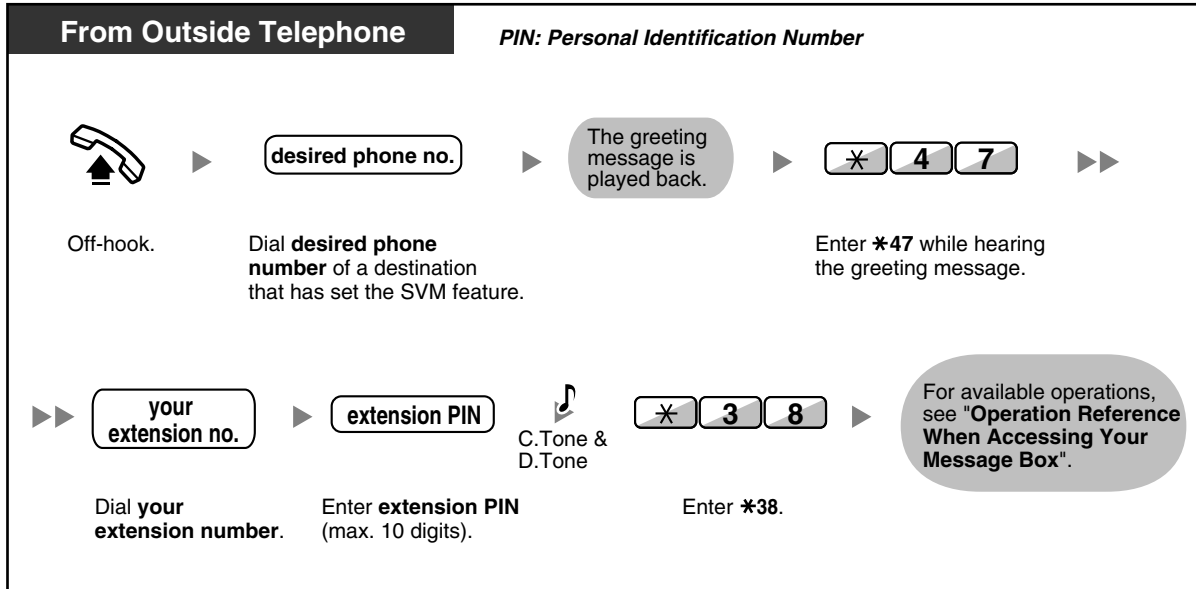 From Outside Telephone
PIN: Personal Identification Number
desired phone no.
The greeting
message is
played back.
✱ 4 7
Off-hook.
Dial desired phone
number of a destination
that has set the SVM feature.
Enter ✱47 while hearing
the greeting message.
your
extension no.
extension PIN
C.Tone &
D.Tone
✱ 3 8
For available operations,
see "Operation Reference
When Accessing Your
Message Box".
Dial your
extension number.
Enter extension PIN
(max. 10 digits).
Enter ✱38.